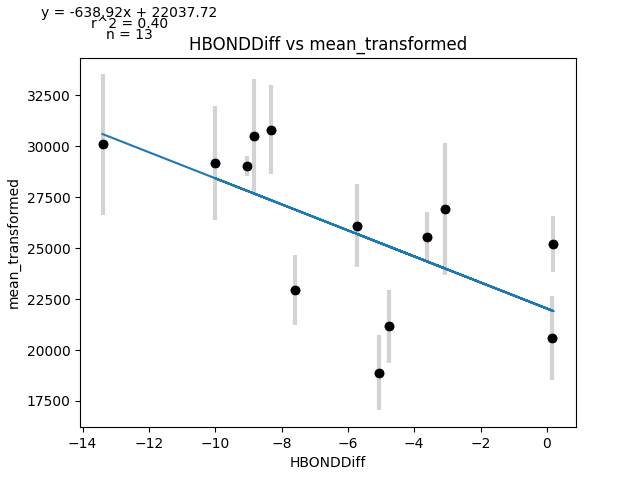 y = -638.92x + 22037.72
r^2 = 0.40
n = 13
HBONDDiff vs mean_transformed
mean_transformed
32500
30000
27500
25000
22500
20000
17500
−14 −12 −10 −8 −6 −4 −2 0
HBONDDiff